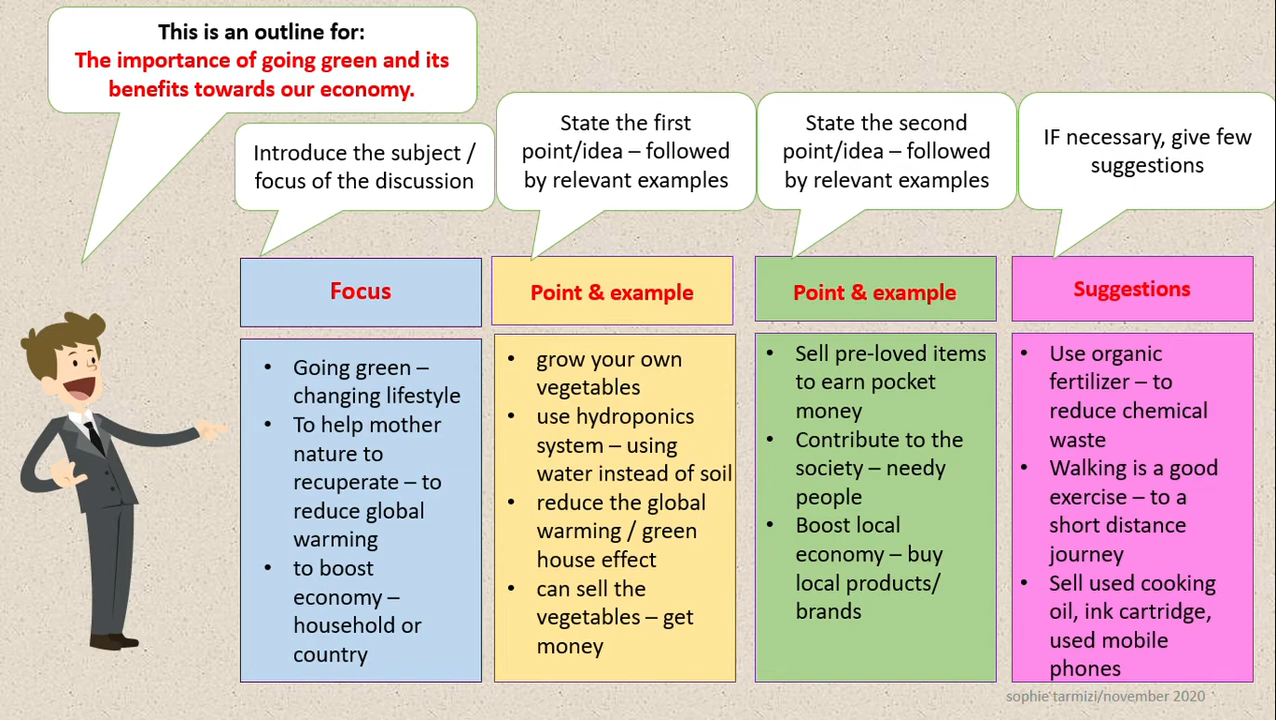 This is an outline for:
The importance of going green and its
benefits towards our economy.
Introduce the subject /
focus of the discussion
State the first
point/idea – followed
by relevant examples
State the second
point/idea – followed
by relevant examples
IF necessary, give few
suggestions
Focus
• Going green –
changing lifestyle
• To help mother
nature to
recuperate – to
reduce global
warming
• to boost
economy –
household or
country
Point & example
• grow your own
vegetables
• use hydroponics
system – using
water instead of soil
• reduce the global
warming / green
house effect
• can sell the
vegetables – get
money
Point & example
• Sell pre-loved items
to earn pocket
money
• Contribute to the
society – needy
people
• Boost local
economy – buy
local products/
brands
Suggestions
• Use organic
fertilizer – to
reduce chemical
waste
• Walking is a good
exercise – to a
short distance
journey
• Sell used cooking
oil, ink cartridge,
used mobile
phones
sophie tarmizi/november 2020